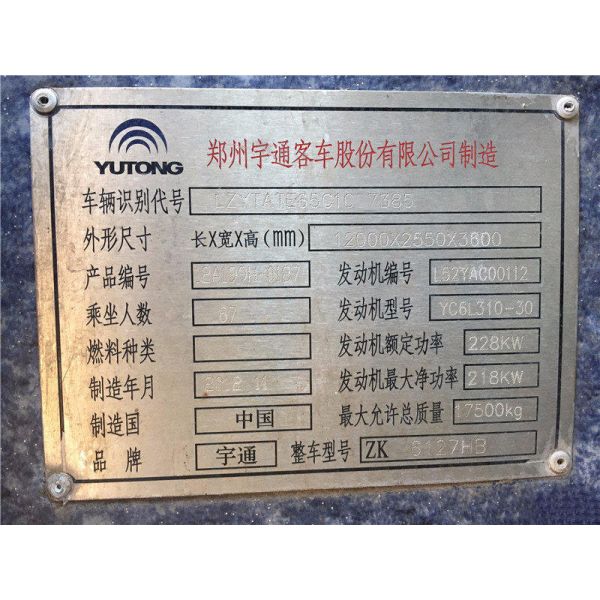 YUTONG 郑州宇通客车股份有限公司制造
车辆识别代号 7385
外形尺寸 长X宽X高(mm) 12000X2550X3600
产品编号 发动机编号 L52YAC00112
乘坐人数 67 发动机型号 YC6L310-30
燃料种类 发动机额定功率 228KW
制造年月 发动机最大净功率 218KW
制造国 中国 最大允许总质量 17500kg
品牌 宇通 整车型号 ZK 6127HB